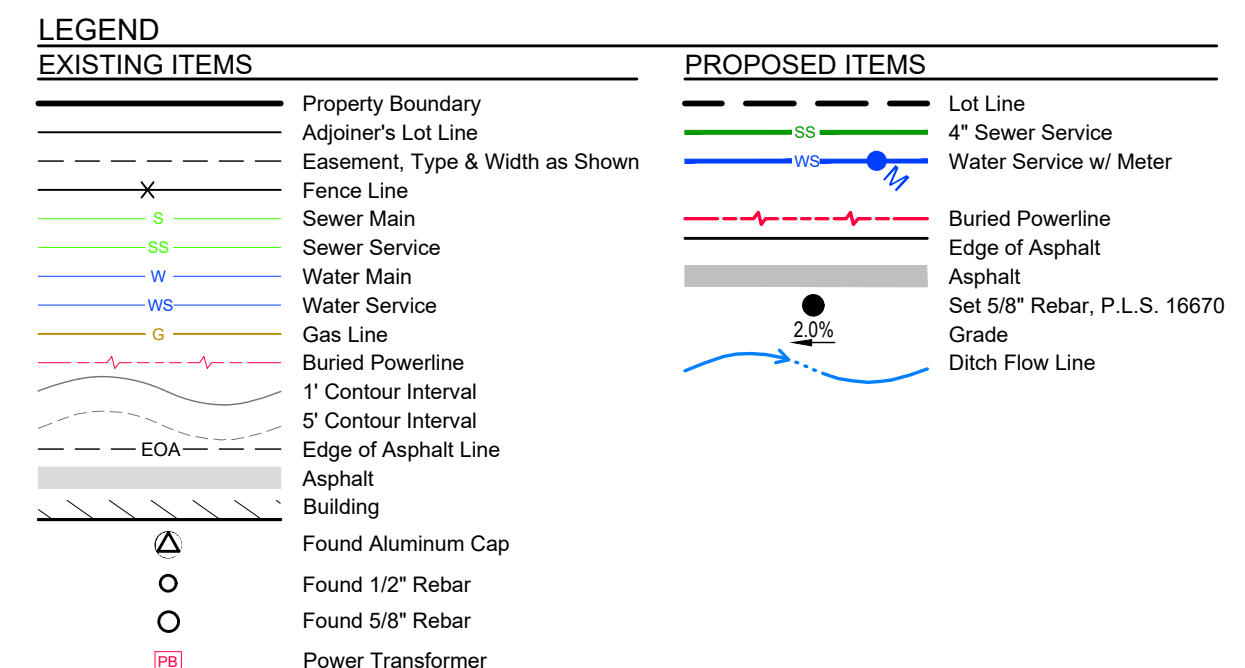 LEGEND
EXISTING ITEMS
Property Boundary
Adjoiner's Lot Line
Easement, Type & Width as Shown
X Fence Line
S Sewer Main
SS Sewer Service
W Water Main
WS Water Service
G Gas Line
Buried Powerline
1' Contour Interval
5' Contour Interval
EOA Edge of Asphalt Line
Asphalt
Building
Found Aluminum Cap
Found 1/2" Rebar
Found 5/8" Rebar
PB Power Transformer
PROPOSED ITEMS
Lot Line
SS 4" Sewer Service
WS M Water Service w/ Meter
Buried Powerline
Edge of Asphalt
Asphalt
Set 5/8" Rebar, P.L.S. 16670
2.0% Grade
Ditch Flow Line